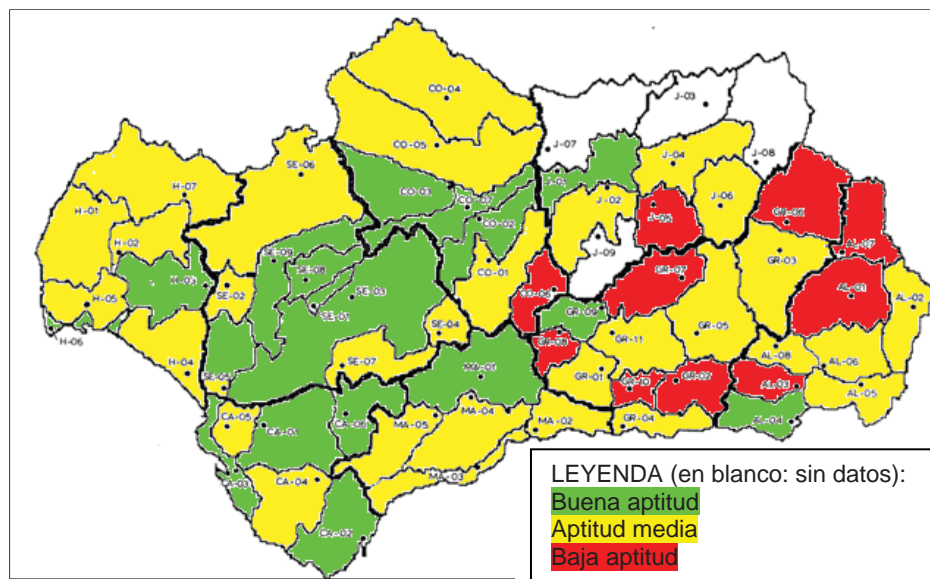 CO-04
J-03
CO-05
J-07
J-04
J-08
SE-06
H-07
CO-03
CO-07
J-02
J-06
H-01
CO-02
J-05
H-02
J-09
AL-07
SE-09
GR-03
H-03
SE-08
CO-01
GR-07
SE-02
SE-03
CO-06
AL-01
H-05
SE-01
GR-09
AL-02
SE-04
GR-05
H-06
GR-08
GR-11
H-04
SE-07
AL-08
AL-06
SE-05
MA-01
GR-01
GR-10
GR-02
AL-03
AL-05
CA-05
CA-01
CA-06
MA-05
MA-04
MA-02
GR-04
AL-04
CA-03
CA-04
MA-03
CA-02
LEYENDA (en blanco: sin datos):
Buena aptitud
Aptitud media
Baja aptitud